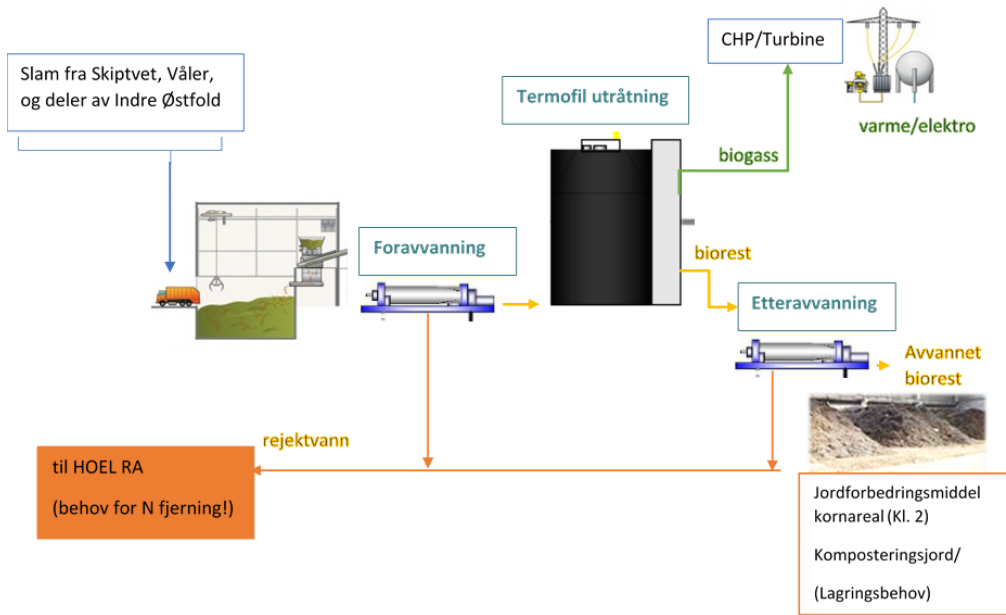 Slam fra Skiptvet, Våler,
og deler av Indre Østfold
CHP/Turbine
varme/elektro
Termofil utråtning
biogass
Foravvanning
biorest
Etteravvanning
Avvannet
biorest
rejektvann
til HOEL RA
(behov for N fjerning!)
Jordforbedringsmiddel
kornareal (Kl. 2)
Komposteringsjord/
(Lagringsbehov)